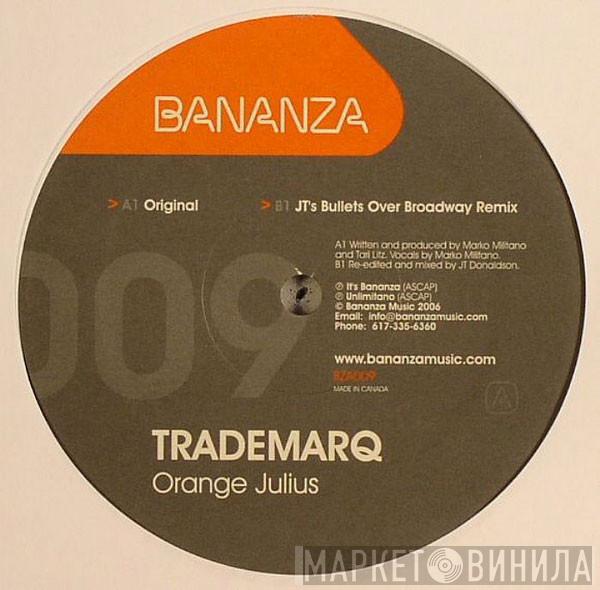 BANANZA
> A1 Original
> B1 JT's Bullets Over Broadway Remix
A1 Written and produced by Marko Militano
and Tari Litz. Vocals by Marko Militano.
B1 Re-edited and mixed by JT Donaldson.
℗ It's Bananza (ASCAP)
℗ Unlimitano (ASCAP)
© Bananza Music 2006
Email: info@bananzamusic.com
Phone: 617-335-6360
009
www.bananzamusic.com
BZA009
MADE IN CANADA
A
TRADEMARQ
Orange Julius
МАРКЕТ ВИНИЛА